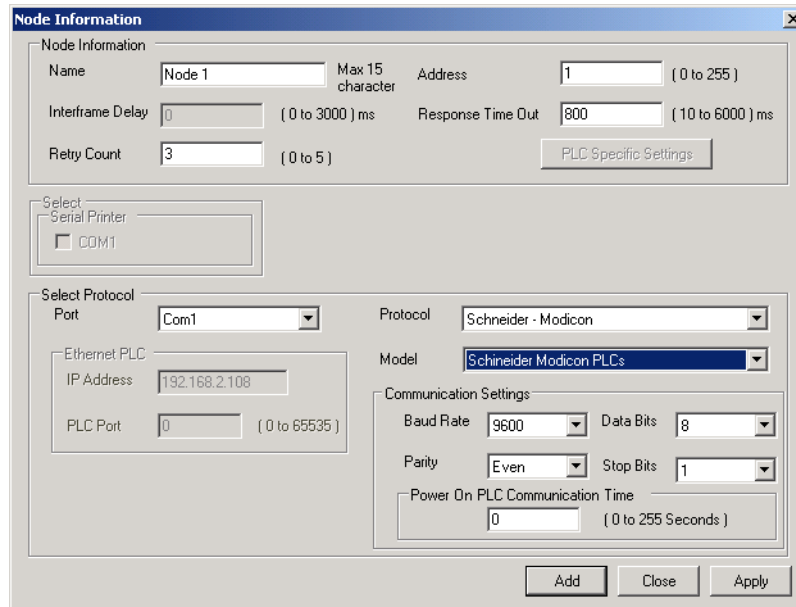 Node Information
Node Information
Name Node 1 Max 15 character Address 1 ( 0 to 255 )
Interframe Delay 0 ( 0 to 3000 ) ms Response Time Out 800 ( 10 to 6000 ) ms
Retry Count 3 ( 0 to 5 ) PLC Specific Settings
Select
Serial Printer
COM1
Select Protocol
Port Com1 Protocol Schneider - Modicon
Ethernet PLC
Model Schineider Modicon PLCs
IP Address 192.168.2.108
Communication Settings
PLC Port 0 ( 0 to 65535 )
Baud Rate 9600 Data Bits 8
Parity Even Stop Bits 1
Power On PLC Communication Time
0 ( 0 to 255 Seconds )
Add Close Apply